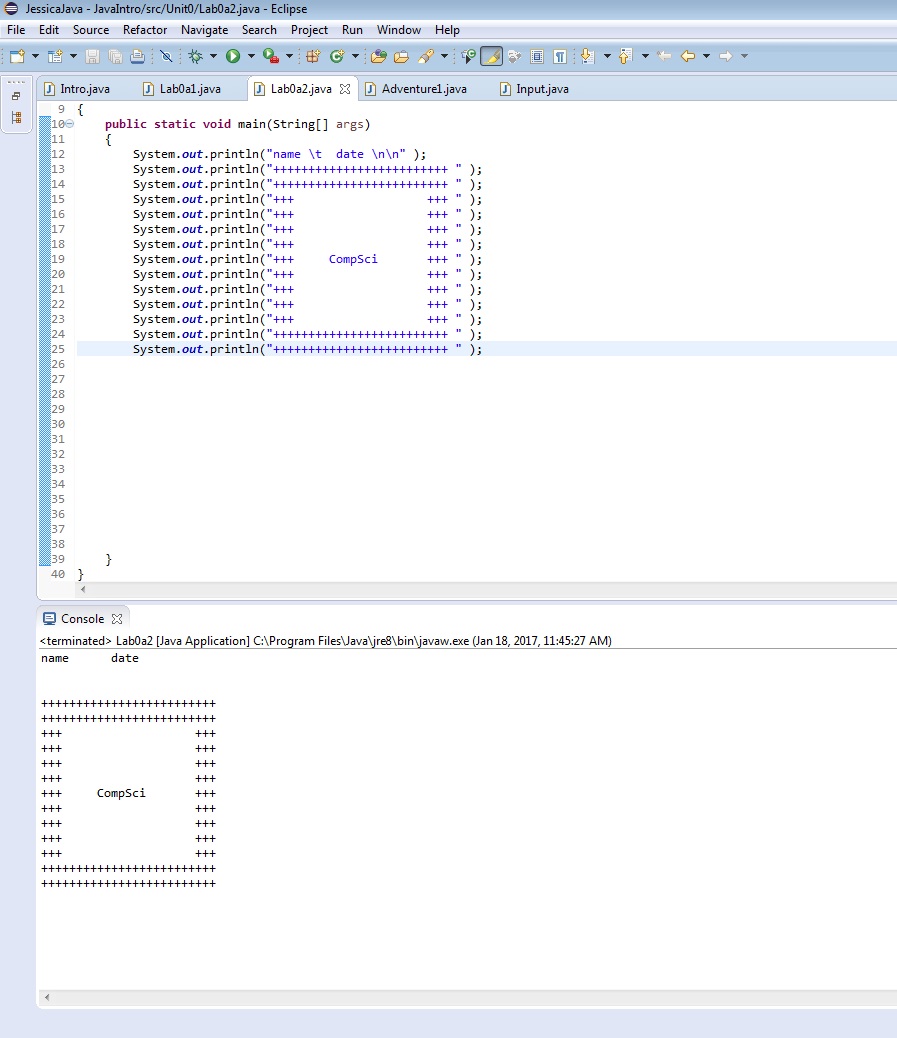 JessicaJava - JavaIntro/src/Unit0/Lab0a2.java - Eclipse
File Edit Source Refactor Navigate Search Project Run Window Help
Intro.java Lab0a1.java Lab0a2.java Adventure1.java Input.java
9 {
10 public static void main(String[] args)
11 {
12 System.out.println("name \t  date \n\n" );
13 System.out.println("+++++++++++++++++++++++++ " );
14 System.out.println("+++++++++++++++++++++++++ " );
15 System.out.println("+++                   +++ " );
16 System.out.println("+++                   +++ " );
17 System.out.println("+++                   +++ " );
18 System.out.println("+++                   +++ " );
19 System.out.println("+++     CompSci       +++ " );
20 System.out.println("+++                   +++ " );
21 System.out.println("+++                   +++ " );
22 System.out.println("+++                   +++ " );
23 System.out.println("+++                   +++ " );
24 System.out.println("+++++++++++++++++++++++++ " );
25 System.out.println("+++++++++++++++++++++++++ " );
26
27
28
29
30
31
32
33
34
35
36
37
38
39 }
40 }
Console
<terminated> Lab0a2 [Java Application] C:\Program Files\Java\jre8\bin\javaw.exe (Jan 18, 2017, 11:45:27 AM)
name      date
+++++++++++++++++++++++++
+++++++++++++++++++++++++
+++                   +++
+++                   +++
+++                   +++
+++                   +++
+++     CompSci       +++
+++                   +++
+++                   +++
+++                   +++
+++                   +++
+++++++++++++++++++++++++
+++++++++++++++++++++++++